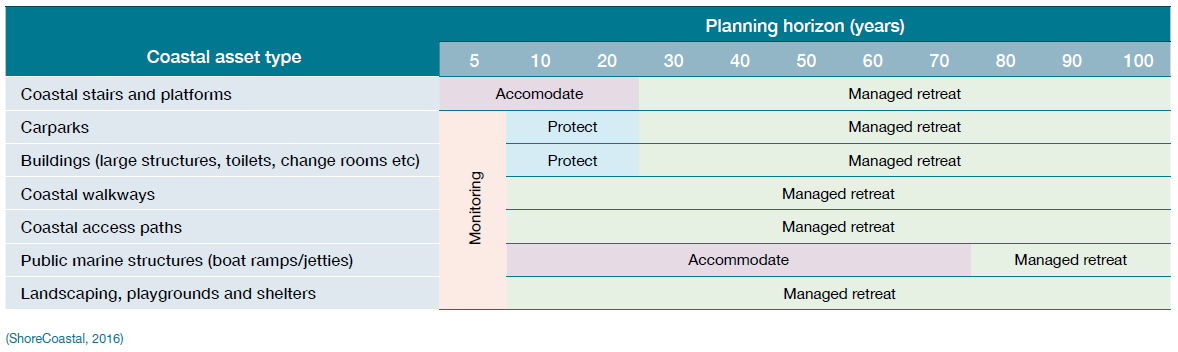 Planning horizon (years)
Coastal asset type 5 10 20 30 40 50 60 70 80 90 100
Coastal stairs and platforms Accomodate Managed retreat
Carparks Protect Managed retreat
Buildings (large structures, toilets, change rooms etc) Protect Managed retreat
Coastal walkways Managed retreat
Monitoring
Coastal access paths Managed retreat
Public marine structures (boat ramps/jetties) Accommodate Managed retreat
Landscaping, playgrounds and shelters Managed retreat
(ShoreCoastal, 2016)